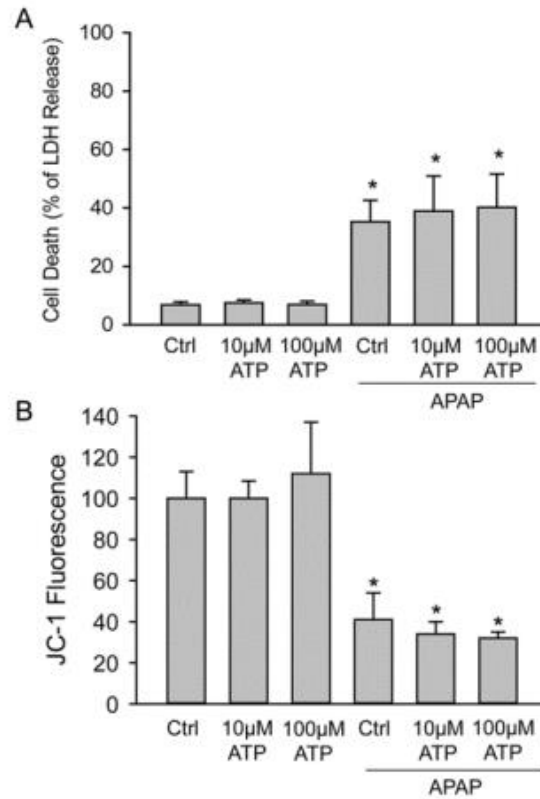 A
Cell Death (% of LDH Release)
100
80
60
40
20
0
* * *
Ctrl 10µM 100µM Ctrl 10µM 100µM
ATP ATP ATP ATP
APAP
B
JC-1 Fluorescence
140
120
100
80
60
40
20
0
* * *
Ctrl 10µM 100µM Ctrl 10µM 100µM
ATP ATP ATP ATP
APAP